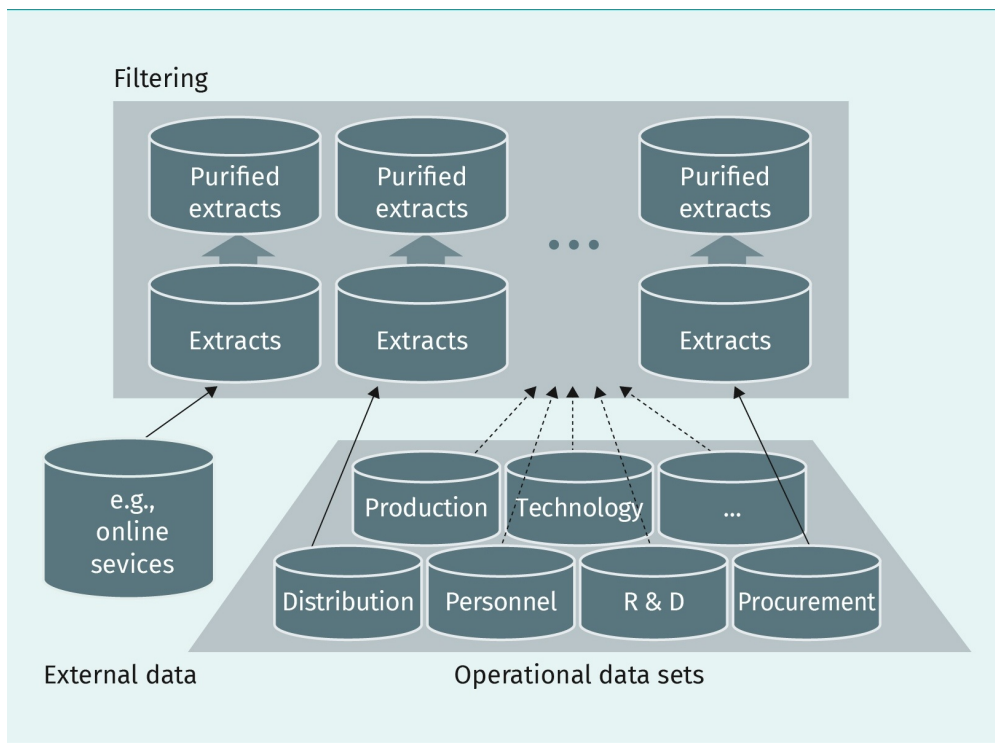 Filtering
Purified
extracts
Purified
extracts
Purified
extracts
Extracts
Extracts
Extracts
e.g.,
online
sevices
Production
Technology
...
Distribution
Personnel
R & D
Procurement
External data
Operational data sets